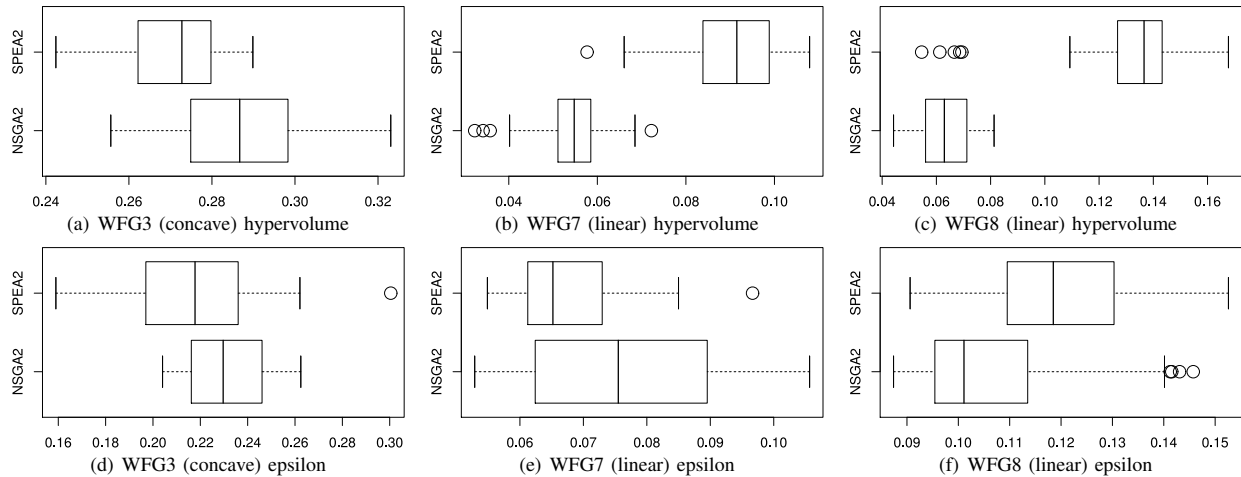 SPEA2
NSGA2
0.24 0.26 0.28 0.30 0.32
(a) WFG3 (concave) hypervolume
SPEA2
NSGA2
0.04 0.06 0.08 0.10
(b) WFG7 (linear) hypervolume
SPEA2
NSGA2
0.04 0.06 0.08 0.10 0.12 0.14 0.16
(c) WFG8 (linear) hypervolume
SPEA2
NSGA2
0.16 0.18 0.20 0.22 0.24 0.26 0.28 0.30
(d) WFG3 (concave) epsilon
SPEA2
NSGA2
0.06 0.07 0.08 0.09 0.10
(e) WFG7 (linear) epsilon
SPEA2
NSGA2
0.09 0.10 0.11 0.12 0.13 0.14 0.15
(f) WFG8 (linear) epsilon